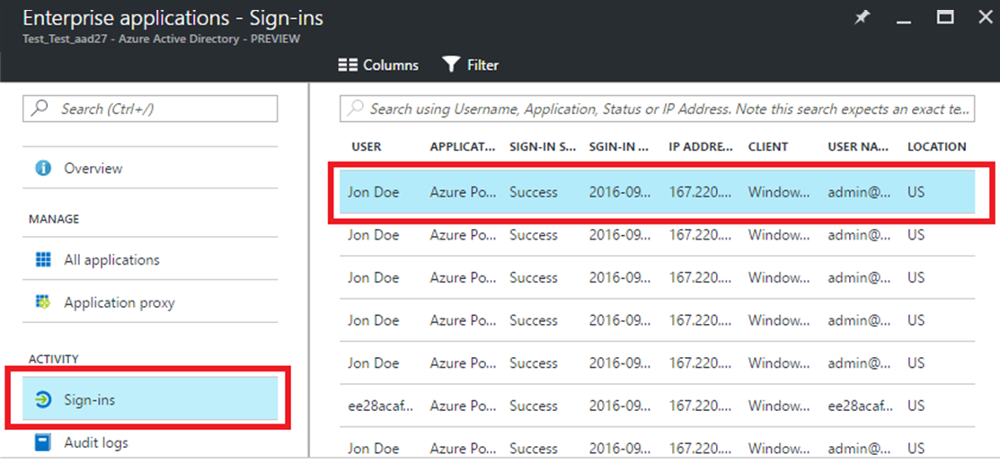 Enterprise applications - Sign-ins
Test_Test_aad27 - Azure Active Directory - PREVIEW
Columns Filter
Search (Ctrl+/)
Overview
MANAGE
All applications
Application proxy
ACTIVITY
Sign-ins
Audit logs
Search using Username, Application, Status or IP Address. Note this search expects an exact te...
USER APPLICAT... SIGN-IN S... SGIN-IN ... IP ADDRE... CLIENT USER NA... LOCATION
Jon Doe Azure Po... Success 2016-09... 167.220.... Window... admin@... US
Jon Doe Azure Po... Success 2016-09... 167.220.... Window... admin@... US
Jon Doe Azure Po... Success 2016-09... 167.220.... Window... admin@... US
Jon Doe Azure Po... Success 2016-09... 167.220.... Window... admin@... US
Jon Doe Azure Po... Success 2016-09... 167.220.... Window... admin@... US
ee28acaf... Azure Po... Success 2016-09... 167.220.... Window... ee28acaf... US
Jon Doe Azure Po... Success 2016-09... 167.220.... Window... admin@... US